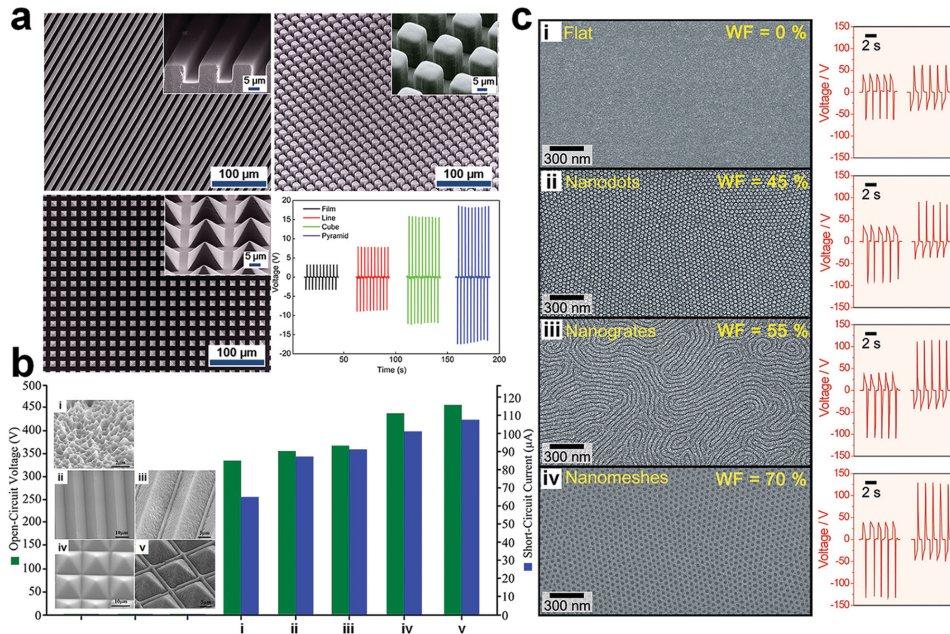 a
5 µm
100 µm
5 µm
100 µm
5 µm
100 µm
Film
Line
Cube
Pyramid
Voltage (V)
20
15
10
5
0
-5
-10
-15
-20
50
100
150
200
Time (s)
b
Open-Circuit Voltage (V)
500
450
400
350
300
250
200
150
100
50
0
i
ii
iii
10µm
iv
10µm
v
i
ii
iii
iv
v
110
100
90
80
70
60
50
40
30
20
10
0
Short-Circuit Current (µA)
c
i Flat WF = 0 %
300 nm
2 s
Voltage / V
150
100
50
0
-50
-100
-150
ii Nanodots WF = 45 %
300 nm
2 s
Voltage / V
150
100
50
0
-50
-100
-150
iii Nanogrates WF = 55 %
300 nm
2 s
Voltage / V
150
100
50
0
-50
-100
-150
iv Nanomeshes WF = 70 %
300 nm
2 s
Voltage / V
150
100
50
0
-50
-100
-150